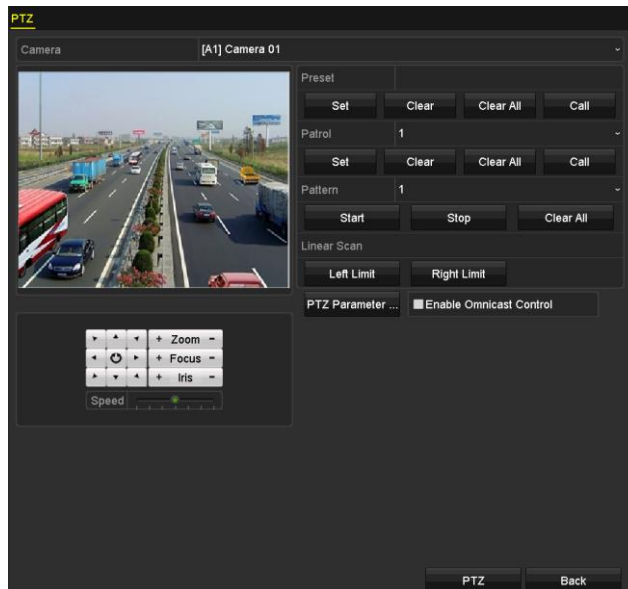 PTZ
Camera [A1] Camera 01
Preset
Set Clear Clear All Call
Patrol 1
Set Clear Clear All Call
Pattern 1
Start Stop Clear All
Linear Scan
Left Limit Right Limit
PTZ Parameter ... Enable Omnicast Control
+ Zoom -
+ Focus -
+ Iris -
Speed
PTZ Back